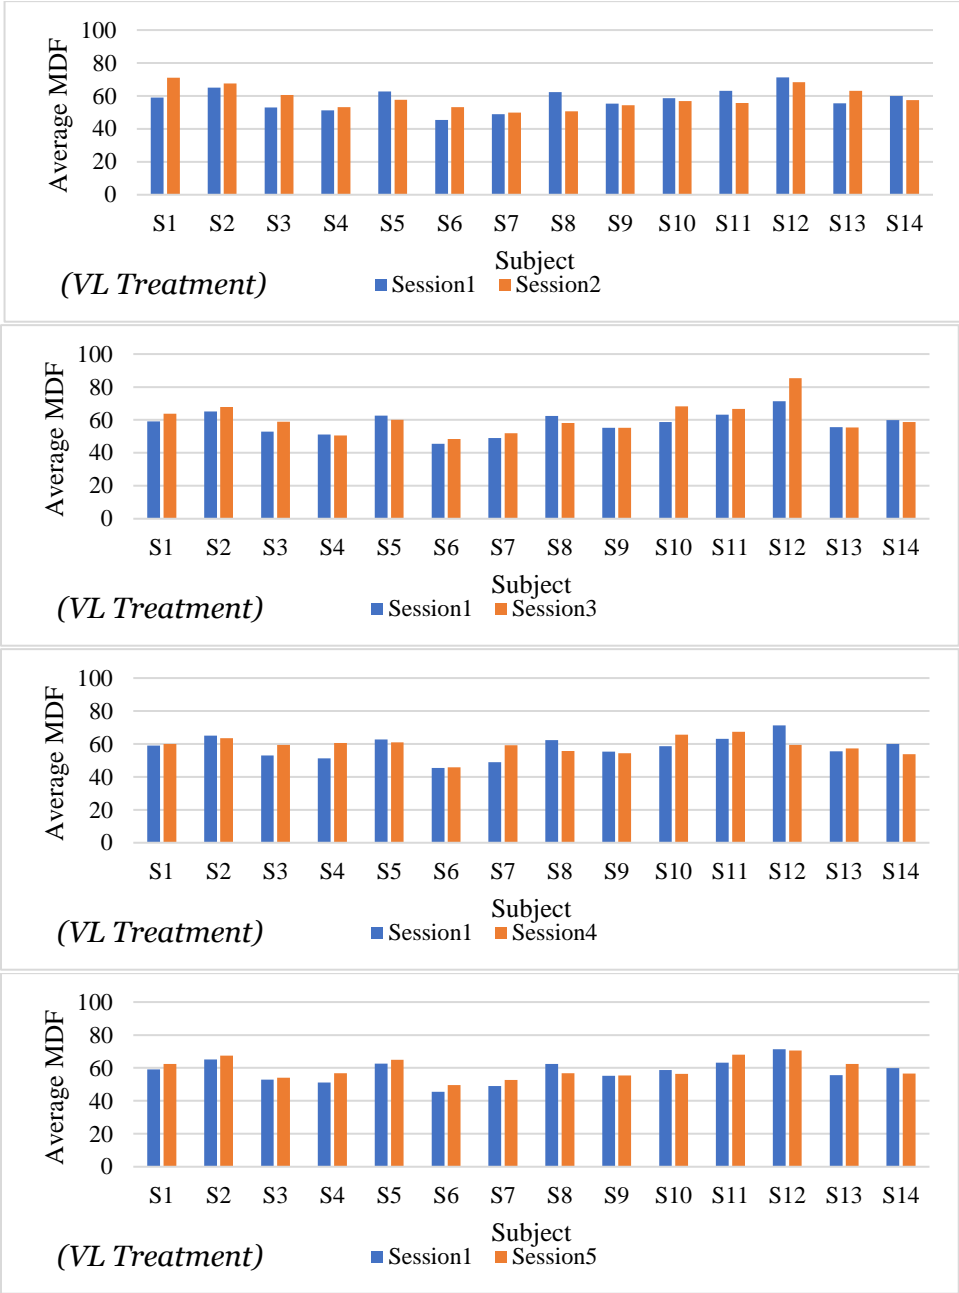 100
80
60
40
20
0
Average MDF
S1 S2 S3 S4 S5 S6 S7 S8 S9 S10 S11 S12 S13 S14
Subject
(VL Treatment)
Session1 Session2
100
80
60
40
20
0
Average MDF
S1 S2 S3 S4 S5 S6 S7 S8 S9 S10 S11 S12 S13 S14
Subject
(VL Treatment)
Session1 Session3
100
80
60
40
20
0
Average MDF
S1 S2 S3 S4 S5 S6 S7 S8 S9 S10 S11 S12 S13 S14
Subject
(VL Treatment)
Session1 Session4
100
80
60
40
20
0
Average MDF
S1 S2 S3 S4 S5 S6 S7 S8 S9 S10 S11 S12 S13 S14
Subject
(VL Treatment)
Session1 Session5